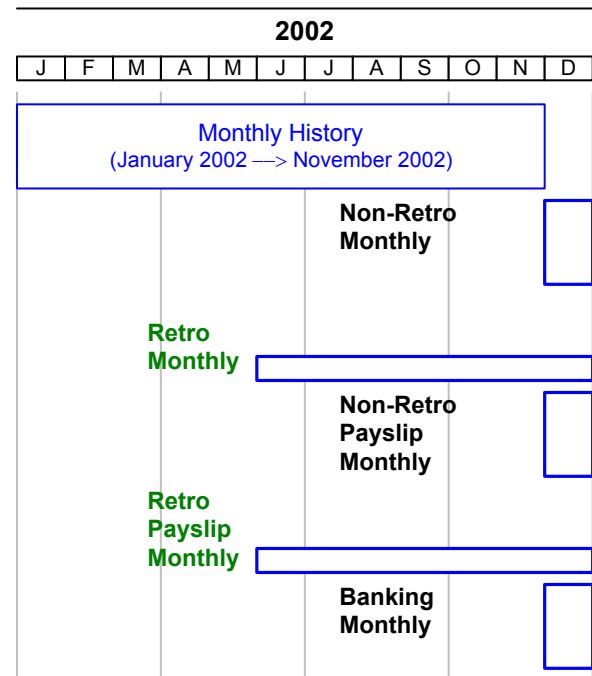 2002
J F M A M J J A S O N D
Monthly History
(January 2002 —> November 2002)
Non-Retro
Monthly
Retro
Monthly
Non-Retro
Payslip
Monthly
Retro
Payslip
Monthly
Banking
Monthly